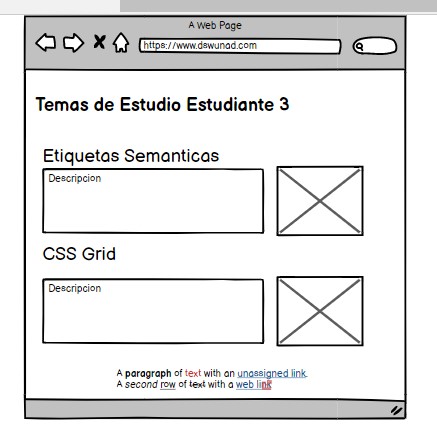 A Web Page
https://www.dswunad.com
Temas de Estudio Estudiante 3
Etiquetas Semanticas
Descripcion
CSS Grid
Descripcion
A paragraph of text with an unassigned link.
A second row of text with a web link